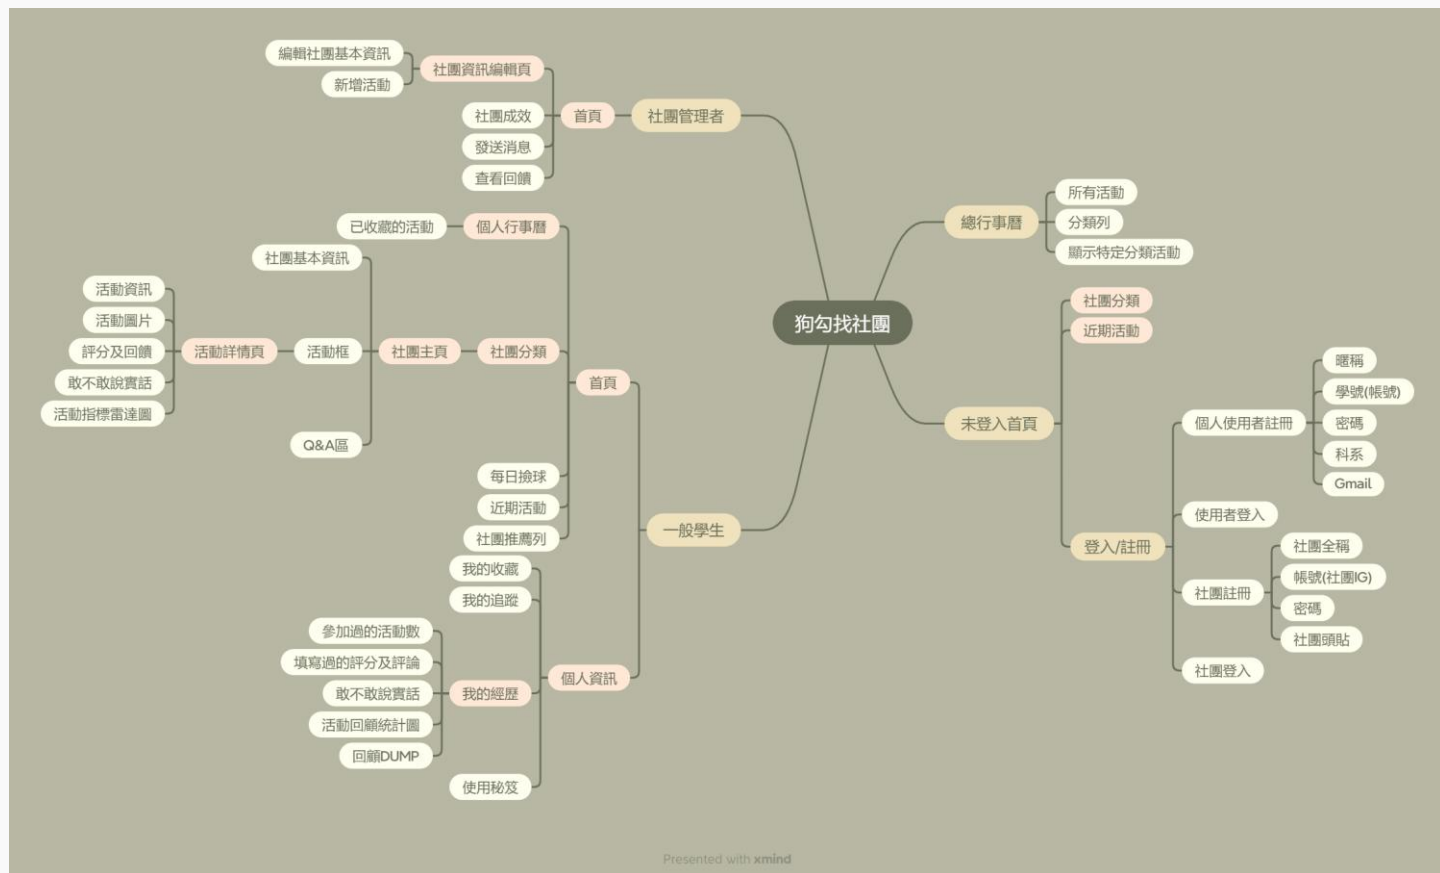 狗勾找社團
社團管理者
首頁
社團資訊編輯頁
編輯社團基本資訊
新增活動
社團成效
發送消息
查看回饋
一般學生
首頁
個人行事曆
已收藏的活動
社團分類
社團主頁
社團基本資訊
活動框
活動詳情頁
活動資訊
活動圖片
評分及回饋
敢不敢說實話
活動指標雷達圖
Q&A區
每日撿球
近期活動
社團推薦列
個人資訊
我的收藏
我的追蹤
我的經歷
參加過的活動數
填寫過的評分及評論
敢不敢說實話
活動回顧統計圖
回顧DUMP
使用秘笈
總行事曆
所有活動
分類列
顯示特定分類活動
未登入首頁
社團分類
近期活動
登入/註冊
個人使用者註冊
暱稱
學號(帳號)
密碼
科系
Gmail
使用者登入
社團註冊
社團全稱
帳號(社團IG)
密碼
社團頭貼
社團登入
Presented with xmind